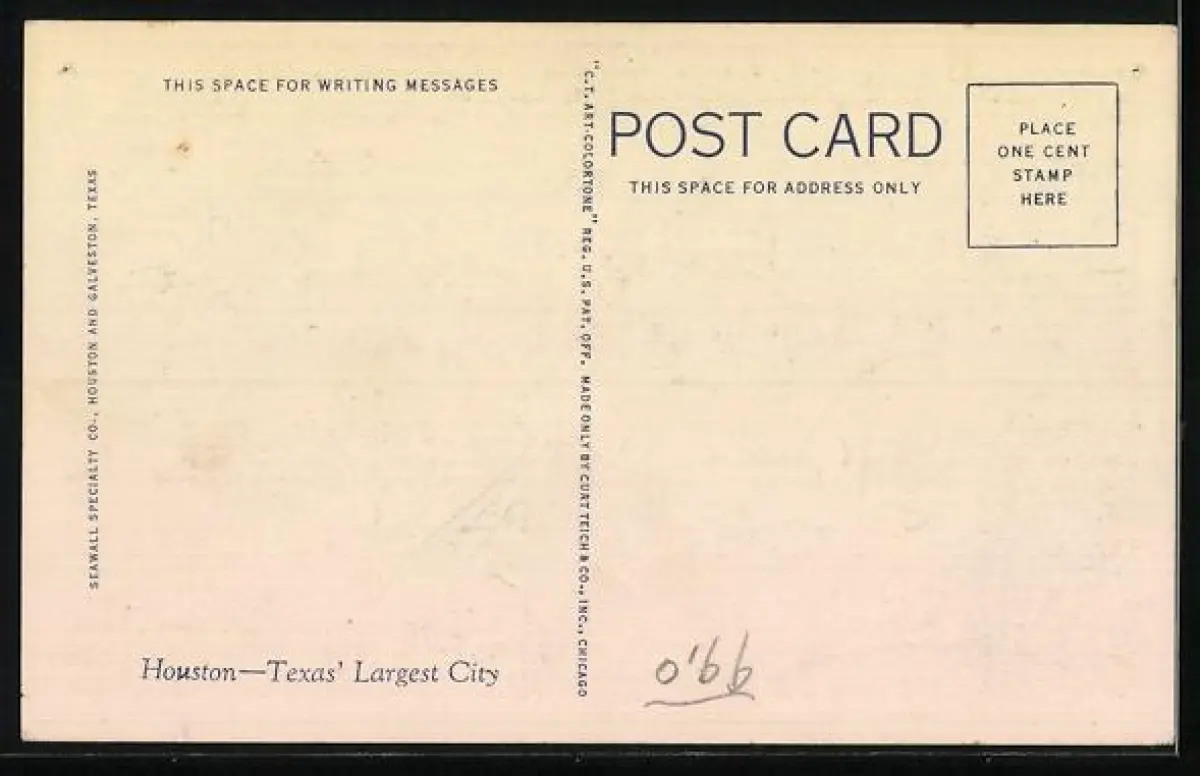 THIS SPACE FOR WRITING MESSAGES
SEAWALL SPECIALTY CO., HOUSTON AND GALVESTON, TEXAS
Houston—Texas' Largest City
"C.T. ART-COLORTONE" REG. U.S. PAT. OFF. MADE ONLY BY CURT TEICH & CO., INC., CHICAGO
POST CARD
THIS SPACE FOR ADDRESS ONLY
PLACE
ONE CENT
STAMP
HERE